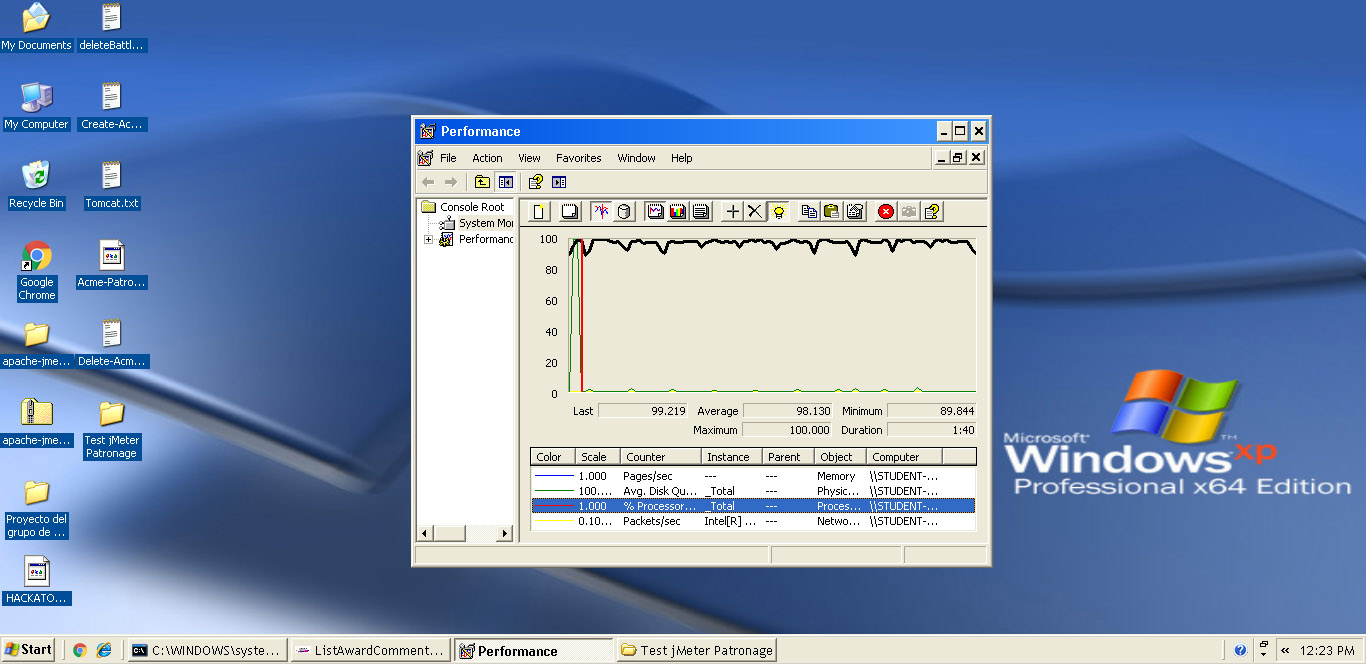 My Documents
deleteBattl...
My Computer
Create-Ac...
Recycle Bin
Tomcat.txt
Google
Chrome
Acme-Patro...
apache-jme...
Delete-Acm...
apache-jme...
Test jMeter
Patronage
Proyecto del
grupo de ...
HACKATO...
Performance
File Action View Favorites Window Help
Console Root
System Mo
Performanc
100
80
60
40
20
0
Last 99.219 Average 98.130 Minimum 89.844
Maximum 100.000 Duration 1:40
Color Scale Counter Instance Parent Object Computer
1.000 Pages/sec --- --- Memory \\STUDENT-...
100.... Avg. Disk Qu... _Total --- Physic... \\STUDENT-...
1.000 % Processor... _Total --- Proces... \\STUDENT-...
0.10... Packets/sec Intel[R] ... --- Netwo... \\STUDENT-...
Microsoft®
Windows xp™
Professional x64 Edition
Start
C:\WINDOWS\syste...
ListAwardComment...
Performance
Test jMeter Patronage
12:23 PM